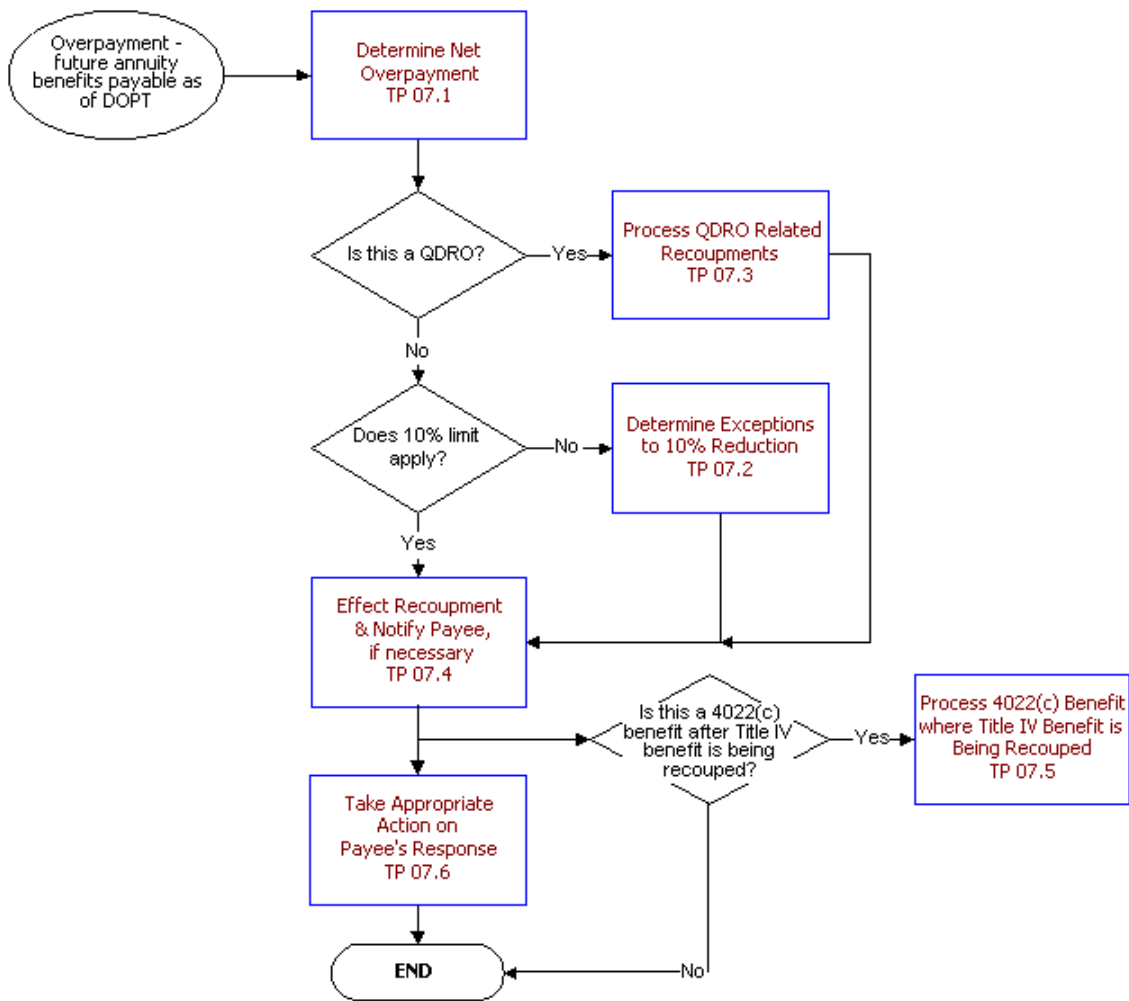 Overpayment -
future annuity
benefits payable as
of DOPT
Determine Net
Overpayment
TP 07.1
Is this a QDRO?
Yes
Process QDRO Related
Recoupments
TP 07.3
No
Does 10% limit
apply?
No
Determine Exceptions
to 10% Reduction
TP 07.2
Yes
Effect Recoupment
& Notify Payee,
if necessary
TP 07.4
Is this a 4022(c)
benefit after Title IV
benefit is being
recouped?
Yes
Process 4022(c) Benefit
where Title IV Benefit is
Being Recouped
TP 07.5
Take Appropriate
Action on
Payee's Response
TP 07.6
No
END